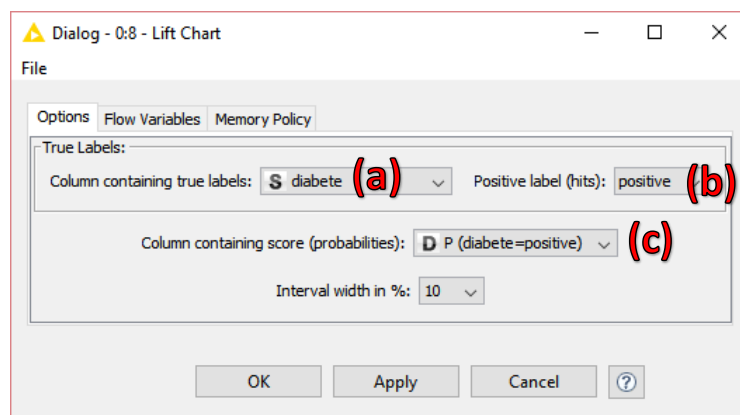 Dialog - 0:8 - Lift Chart
File
Options Flow Variables Memory Policy
True Labels:
Column containing true labels: S diabete (a) Positive label (hits): positive (b)
Column containing score (probabilities): D P (diabete=positive) (c)
Interval width in %: 10
OK Apply Cancel ?